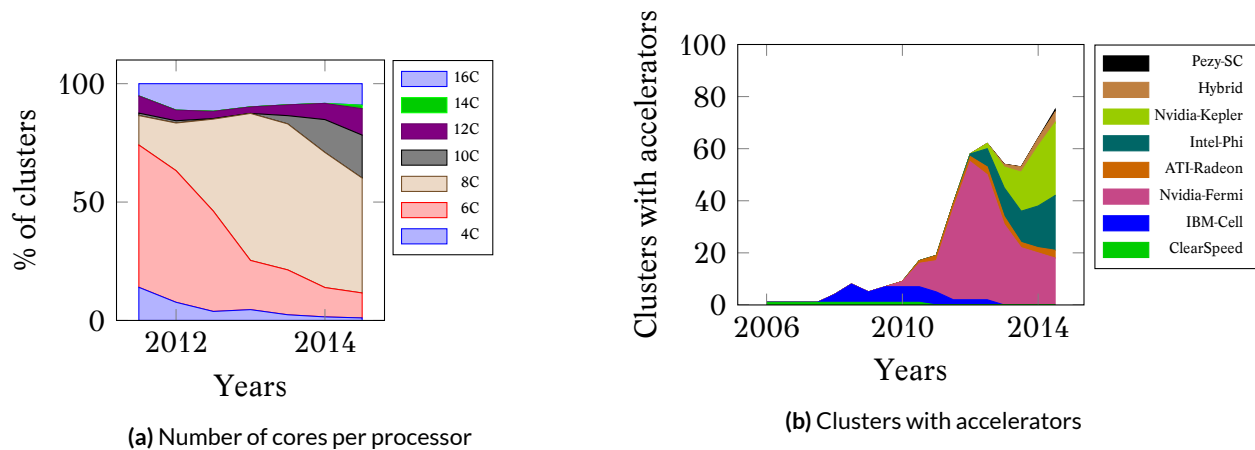 100
50
0
2012
2014
% of clusters
Years
16C
14C
12C
10C
8C
6C
4C
(a) Number of cores per processor
100
80
60
40
20
0
2006
2010
2014
Clusters with accelerators
Years
Pezy-SC
Hybrid
Nvidia-Kepler
Intel-Phi
ATI-Radeon
Nvidia-Fermi
IBM-Cell
ClearSpeed
(b) Clusters with accelerators